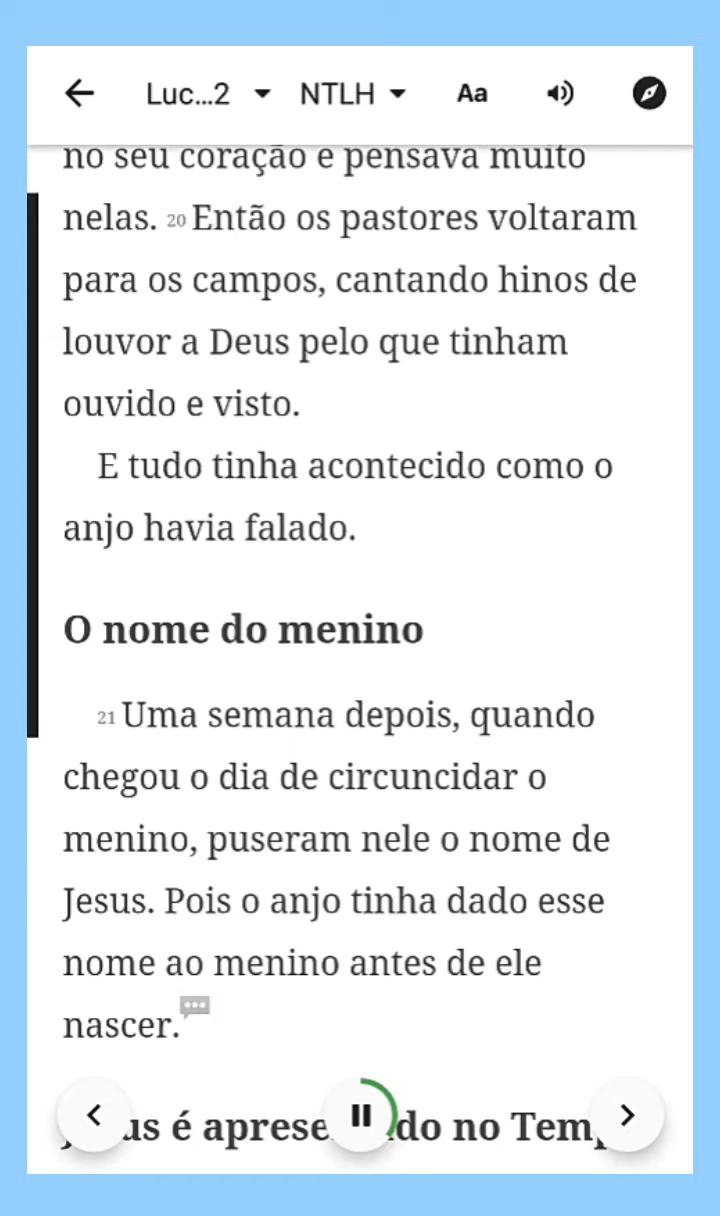 Luc...2 NTLH Aa
no seu coração e pensava muito
nelas. 20 Então os pastores voltaram
para os campos, cantando hinos de
louvor a Deus pelo que tinham
ouvido e visto.
E tudo tinha acontecido como o
anjo havia falado.
O nome do menino
21 Uma semana depois, quando
chegou o dia de circuncidar o
menino, puseram nele o nome de
Jesus. Pois o anjo tinha dado esse
nome ao menino antes de ele
nascer.
é no